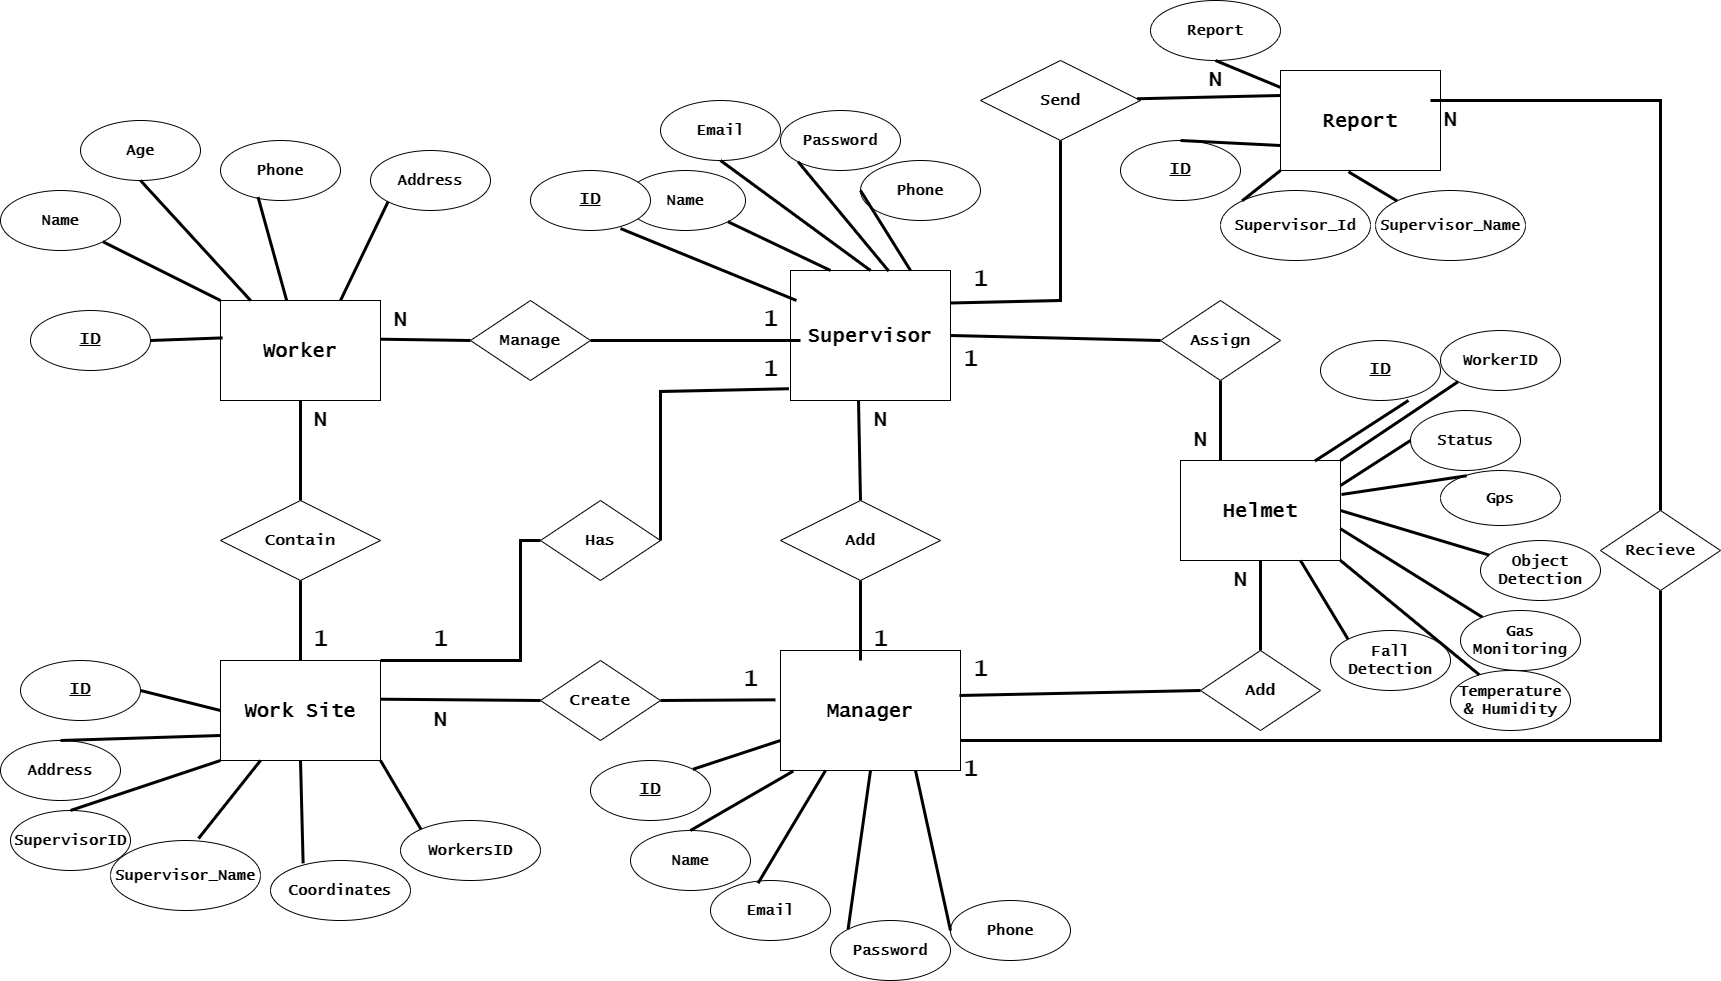 Report
Send
N
Report
N
ID
Supervisor_Id
Supervisor_Name
Email
Password
Age
Phone
Address
ID
Name
Phone
Name
1
ID
Worker
N
Manage
1
Supervisor
1
1
Assign
N
N
N
ID
WorkerID
Status
Gps
Helmet
Object
Detection
Gas
Monitoring
Temperature
& Humidity
Fall
Detection
N
Recieve
Contain
Has
Add
1
1
1
ID
Work Site
N
Create
1
Manager
1
Add
1
Address
SupervisorID
Supervisor_Name
Coordinates
WorkersID
ID
Name
Email
Password
Phone